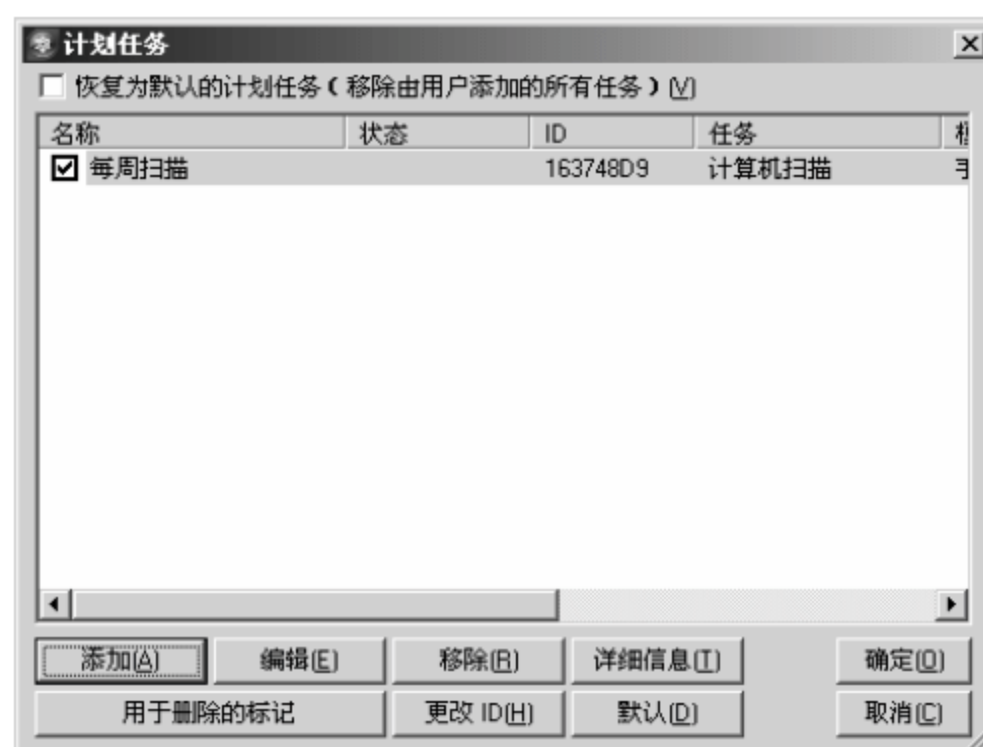 计划任务
恢复为默认的计划任务（移除由用户添加的所有任务）(V)
名称 状态 ID 任务
每周扫描 163748D9 计算机扫描
添加(A) 编辑(E) 移除(R) 详细信息(T) 确定(O)
用于删除的标记 更改 ID(H) 默认(D) 取消(C)